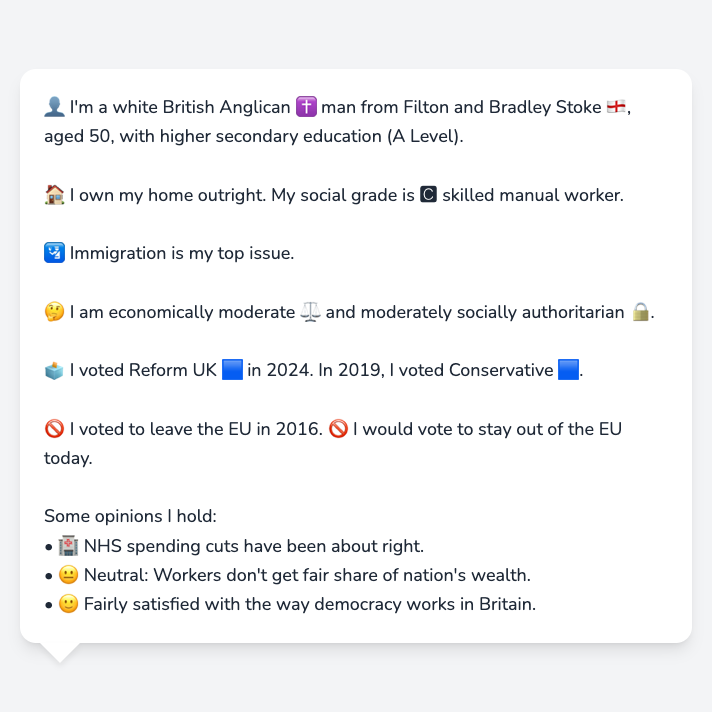 👤 I'm a white British Anglican ✝️ man from Filton and Bradley Stoke 🏴󠁧󠁢󠁥󠁮󠁧󠁿,
aged 50, with higher secondary education (A Level).
🏠 I own my home outright. My social grade is 🅲 skilled manual worker.
🛂 Immigration is my top issue.
🤔 I am economically moderate ⚖️ and moderately socially authoritarian 🔒.
🗳️ I voted Reform UK 🟦 in 2024. In 2019, I voted Conservative 🟦.
🚫 I voted to leave the EU in 2016. 🚫 I would vote to stay out of the EU
today.
Some opinions I hold:
• 🏥 NHS spending cuts have been about right.
• 😐 Neutral: Workers don't get fair share of nation's wealth.
• 🙂 Fairly satisfied with the way democracy works in Britain.